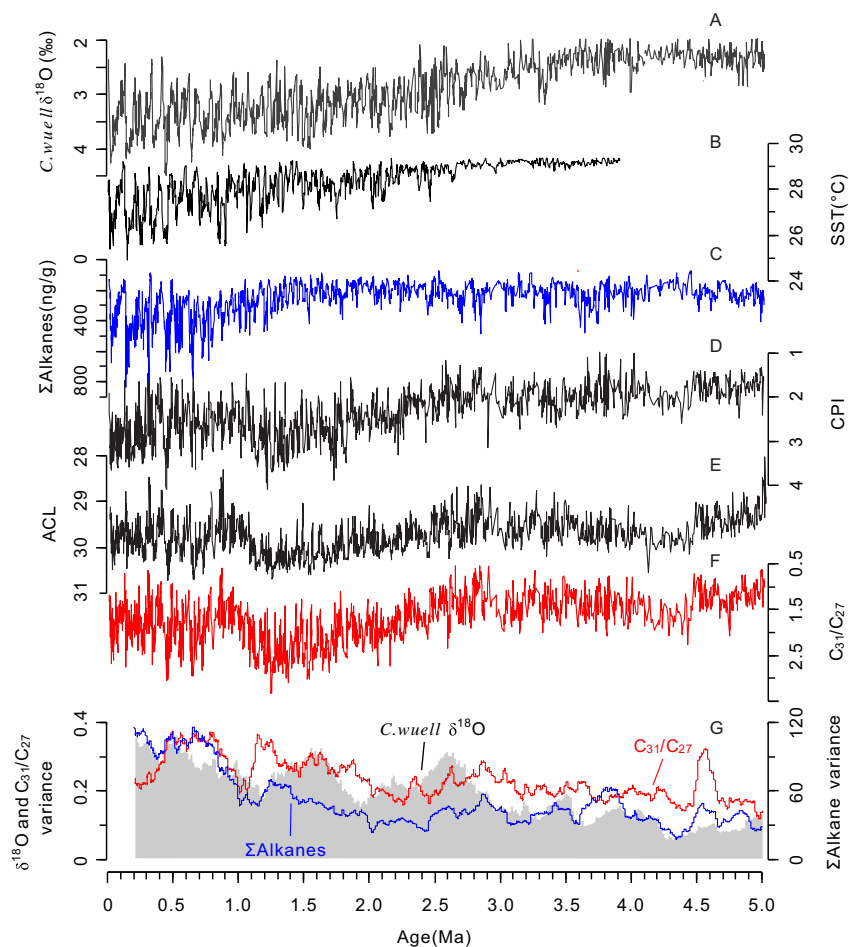 A
2
3
4
C.wuell δ¹⁸O (‰)
B
30
28
26
24
SST(°C)
C
0
400
800
ΣAlkanes(ng/g)
D
1
2
3
4
CPI
E
28
29
30
31
ACL
F
0.5
1.5
2.5
C₃₁/C₂₇
G
0.4
0.2
0
δ¹⁸O and C₃₁/C₂₇
variance
C.wuell δ¹⁸O
C₃₁/C₂₇
ΣAlkanes
120
60
0
ΣAlkane variance
0 0.5 1.0 1.5 2.0 2.5 3.0 3.5 4.0 4.5 5.0
Age(Ma)